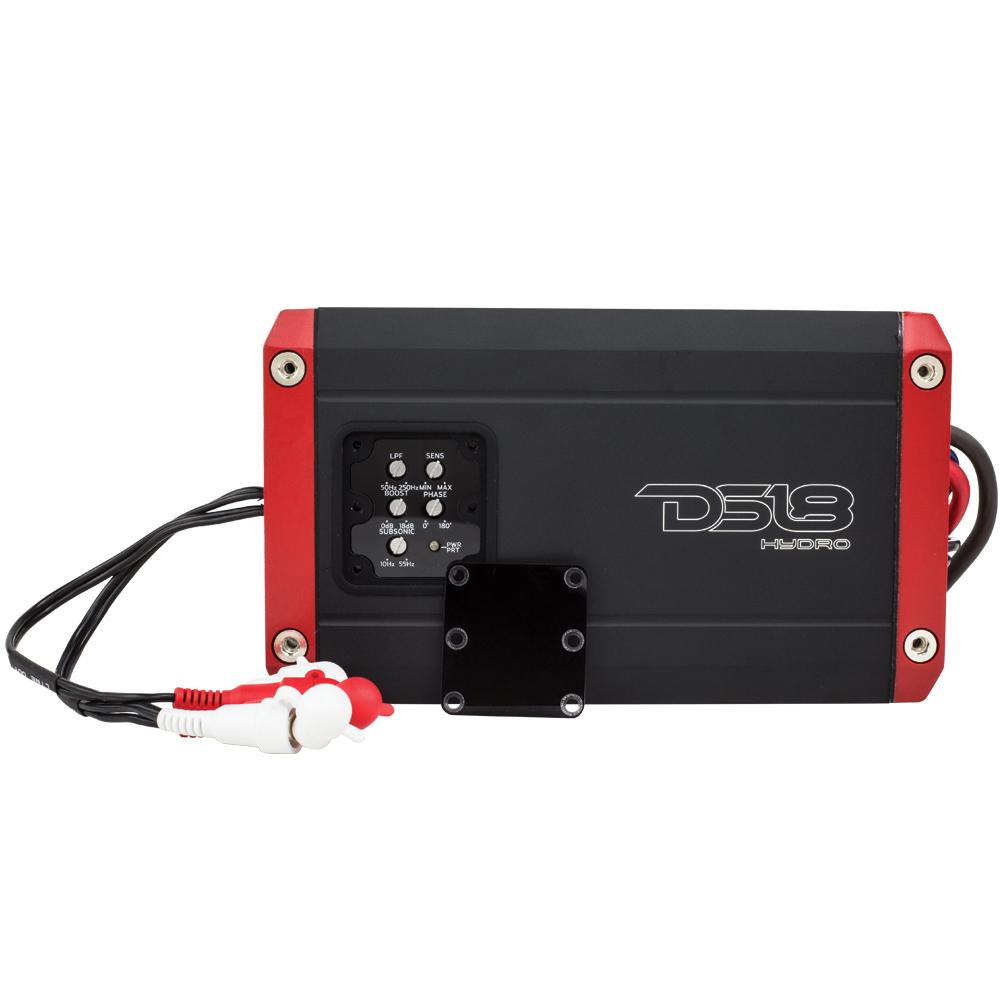 LPF SENS
50Hz 250Hz MIN MAX
BOOST PHASE
0dB 18dB 0° 180°
SUBSONIC PWR
PRT
10Hz 55Hz
DS18
HYDRO